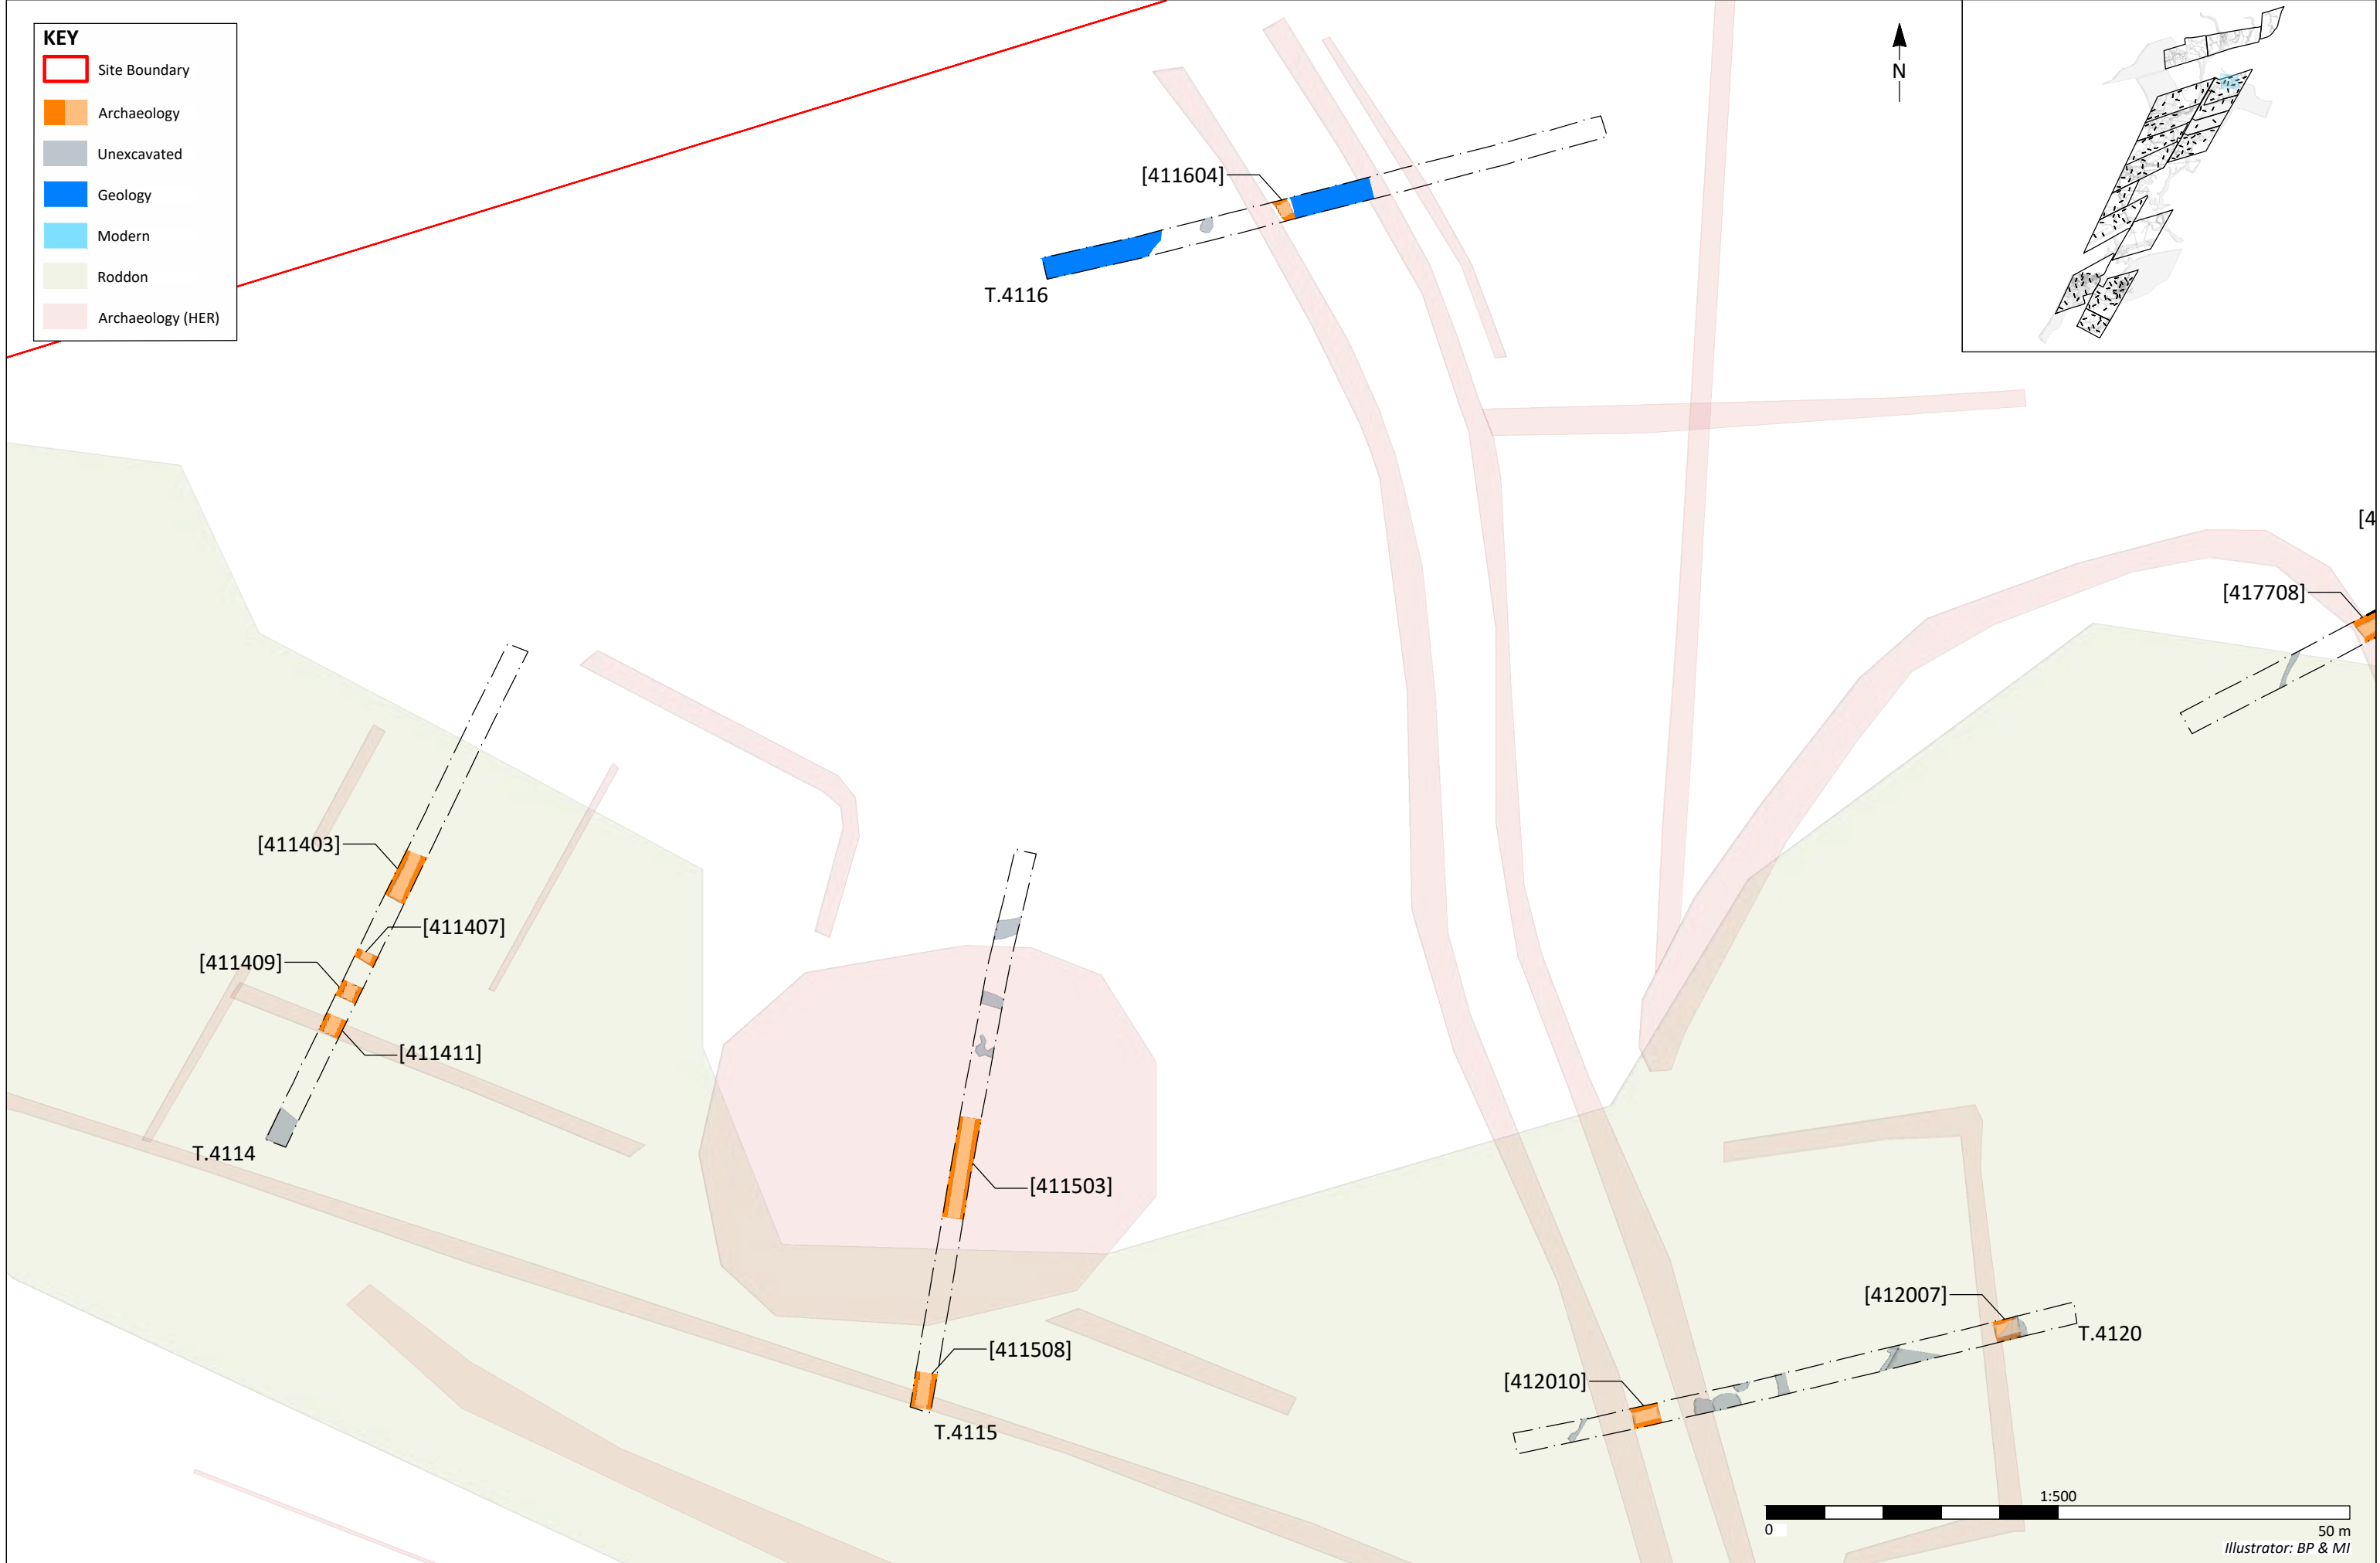 KEY
Site Boundary
Archaeology
Unexcavated
Geology
Modern
Roddon
Archaeology (HER)
N
[411604]
T.4116
[4
[417708]
[411403]
[411407]
[411409]
[411411]
T.4114
[411503]
[411508]
T.4115
[412007]
T.4120
[412010]
1:500
0
50 m
Illustrator: BP & MI